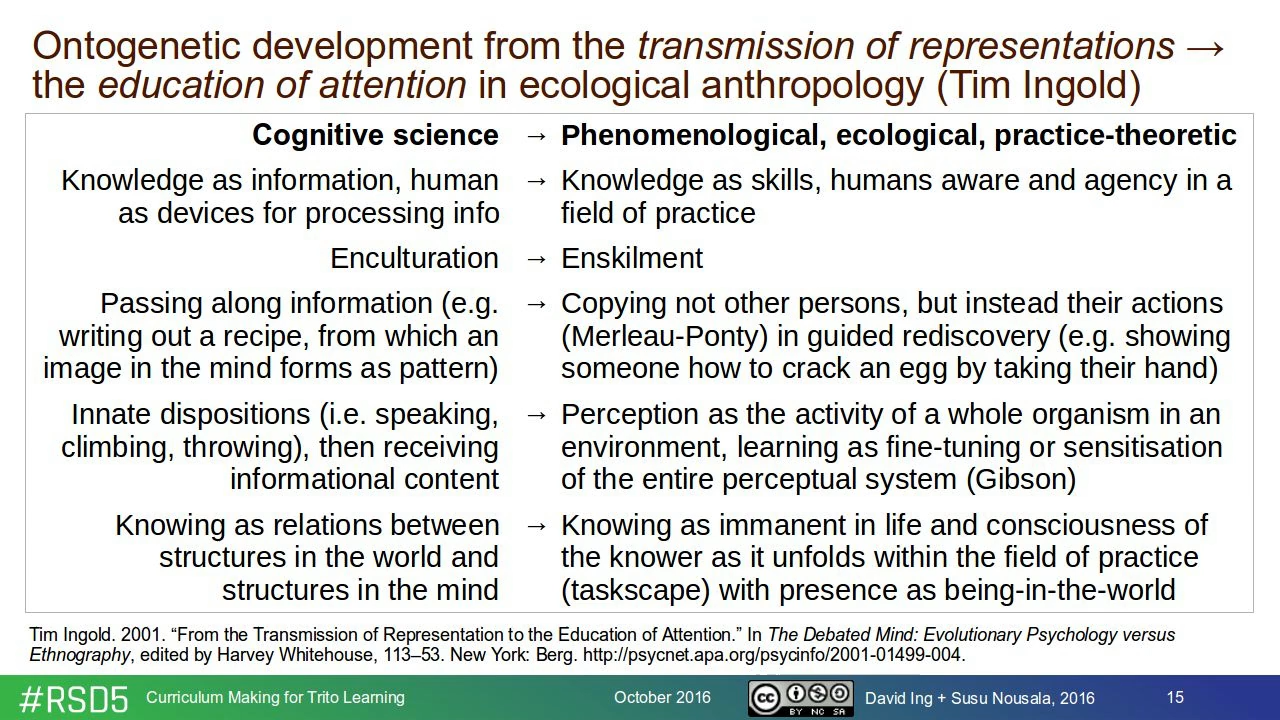 Ontogenetic development from the transmission of representations →
the education of attention in ecological anthropology (Tim Ingold)
Cognitive science → Phenomenological, ecological, practice-theoretic
Knowledge as information, human → Knowledge as skills, humans aware and agency in a
as devices for processing info field of practice
Enculturation → Enskilment
Passing along information (e.g. → Copying not other persons, but instead their actions
writing out a recipe, from which an (Merleau-Ponty) in guided rediscovery (e.g. showing
image in the mind forms as pattern) someone how to crack an egg by taking their hand)
Innate dispositions (i.e. speaking, → Perception as the activity of a whole organism in an
climbing, throwing), then receiving environment, learning as fine-tuning or sensitisation
informational content of the entire perceptual system (Gibson)
Knowing as relations between → Knowing as immanent in life and consciousness of
structures in the world and the knower as it unfolds within the field of practice
structures in the mind (taskscape) with presence as being-in-the-world
Tim Ingold. 2001. “From the Transmission of Representation to the Education of Attention.” In The Debated Mind: Evolutionary Psychology versus
Ethnography, edited by Harvey Whitehouse, 113–53. New York: Berg. http://psycnet.apa.org/psycinfo/2001-01499-004.
#RSD5 Curriculum Making for Trito Learning October 2016 cc BY NC SA David Ing + Susu Nousala, 2016 15